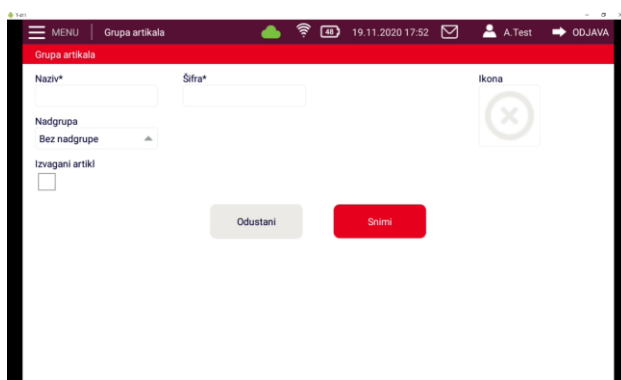 MENU Grupa artikala 48 19.11.2020 17:52 A.Test ODJAVA
Grupa artikala
Naziv* Šifra* Ikona
Nadgrupa
Bez nadgrupe
Izvagani artikl
Odustani Snimi